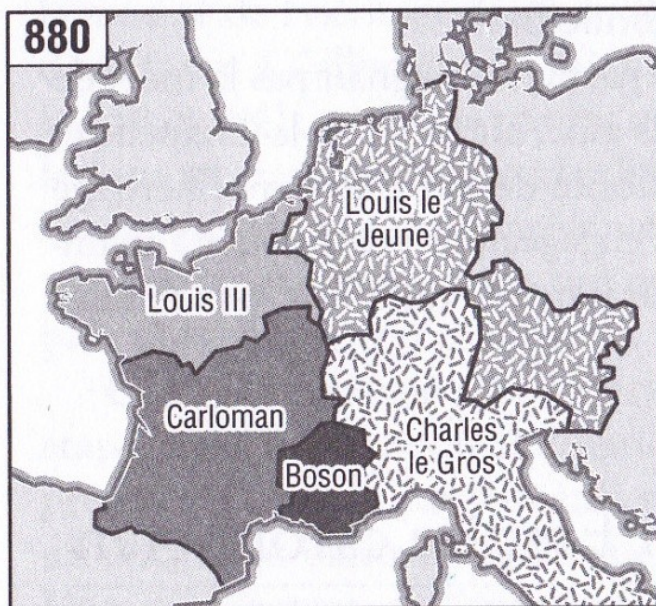 880
Louis le
Jeune
Louis III
Carloman
Charles
le Gros
Boson